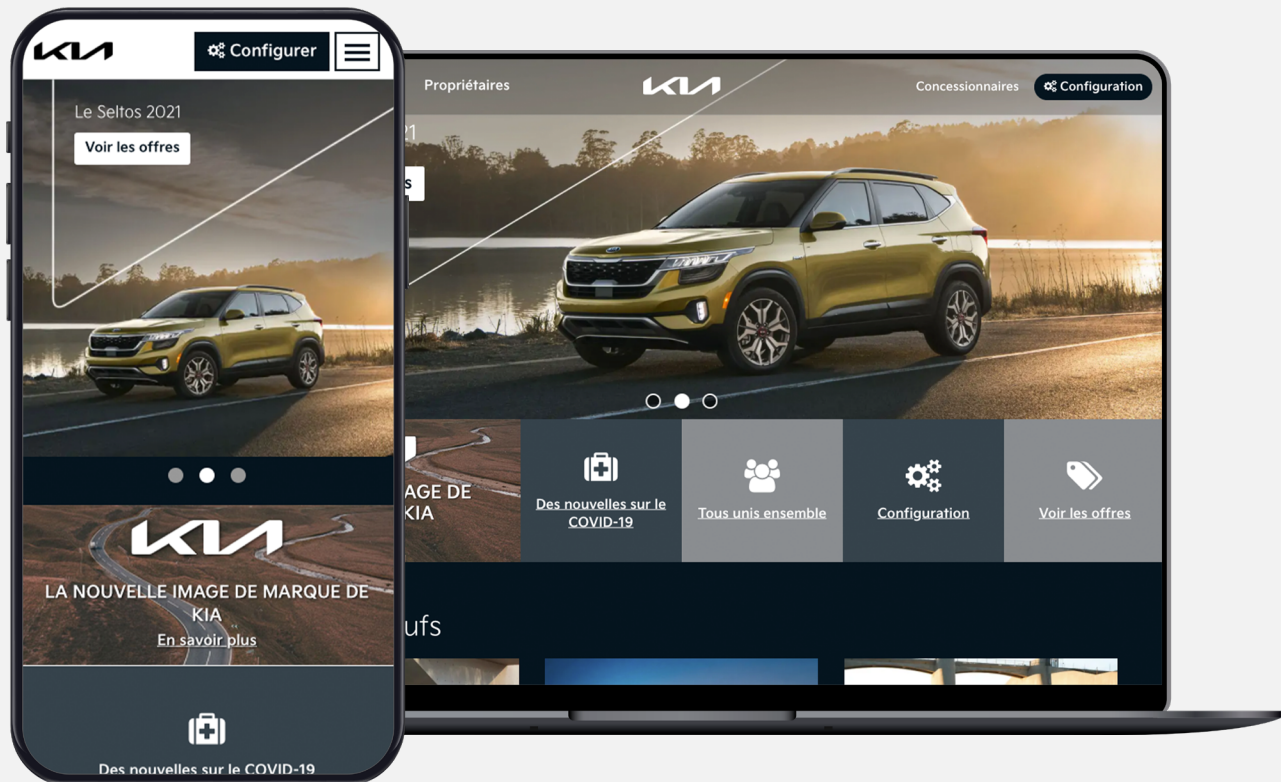 KIA
Configurer
Le Seltos 2021
Voir les offres
LA NOUVELLE IMAGE DE MARQUE DE
KIA
En savoir plus
Des nouvelles sur le COVID-19
Propriétaires
KIA
Concessionnaires
Configuration
21
s
AGE DE
KIA
Des nouvelles sur le
COVID-19
Tous unis ensemble
Configuration
Voir les offres
ufs